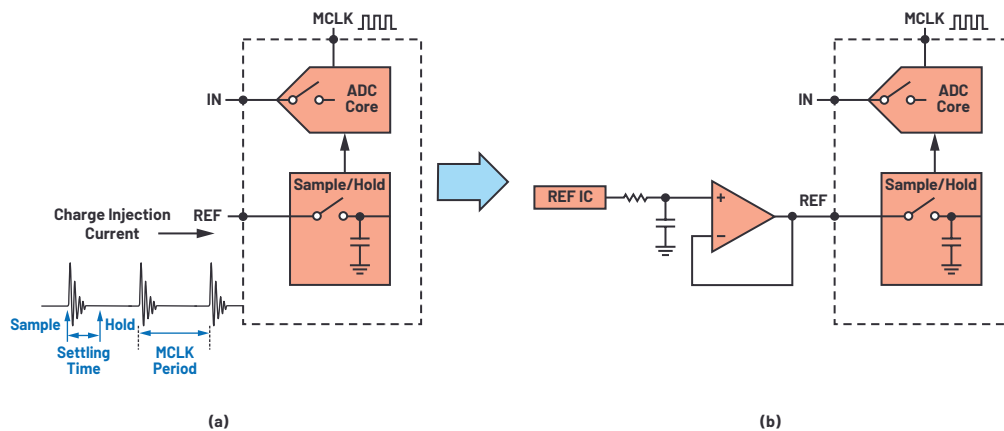 MCLK
IN
ADC
Core
Sample/Hold
Charge Injection
Current
REF
Sample
Hold
Settling
Time
MCLK
Period
(a)
MCLK
IN
ADC
Core
Sample/Hold
REF IC
+
−
REF
(b)